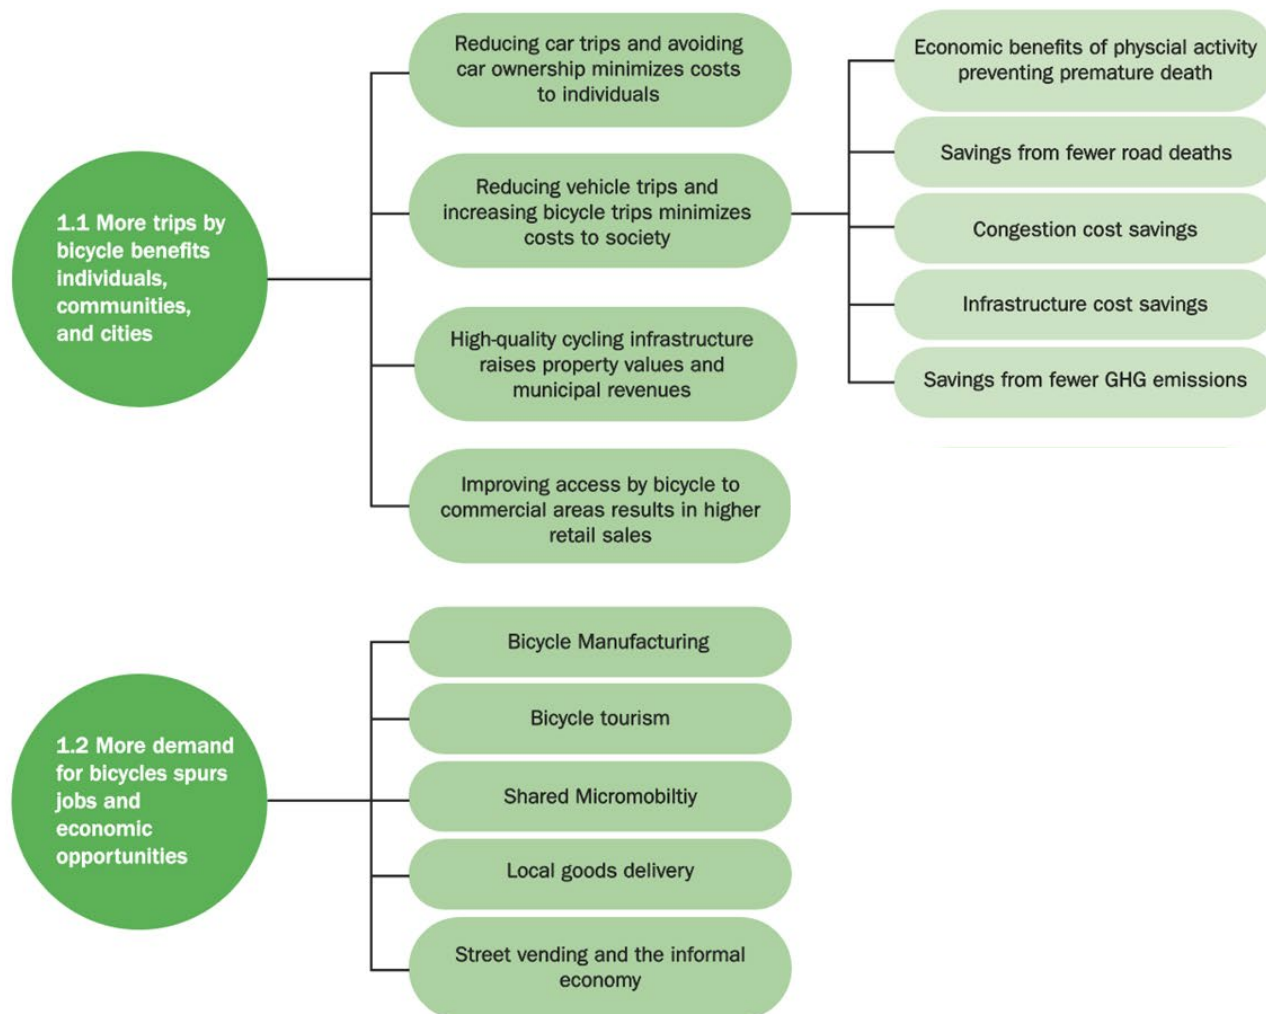 1.1 More trips by
bicycle benefits
individuals,
communities,
and cities
Reducing car trips and avoiding
car ownership minimizes costs
to individuals
Reducing vehicle trips and
increasing bicycle trips minimizes
costs to society
High-quality cycling infrastructure
raises property values and
municipal revenues
Improving access by bicycle to
commercial areas results in higher
retail sales
Economic benefits of physcial activity
preventing premature death
Savings from fewer road deaths
Congestion cost savings
Infrastructure cost savings
Savings from fewer GHG emissions
1.2 More demand
for bicycles spurs
jobs and
economic
opportunities
Bicycle Manufacturing
Bicycle tourism
Shared Micromobiltiy
Local goods delivery
Street vending and the informal
economy